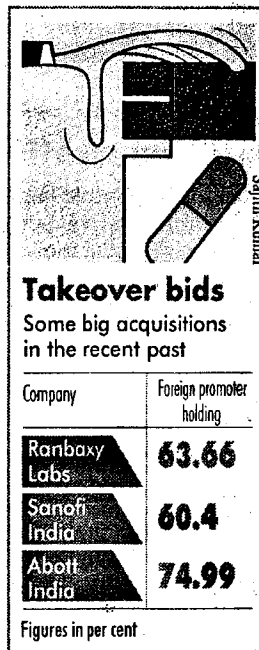 Takeover bids
Some big acquisitions
in the recent past
Company
Foreign promoter
holding
Ranbaxy
Labs
63.66
Sanofi
India
60.4
Abott
India
74.99
Figures in per cent